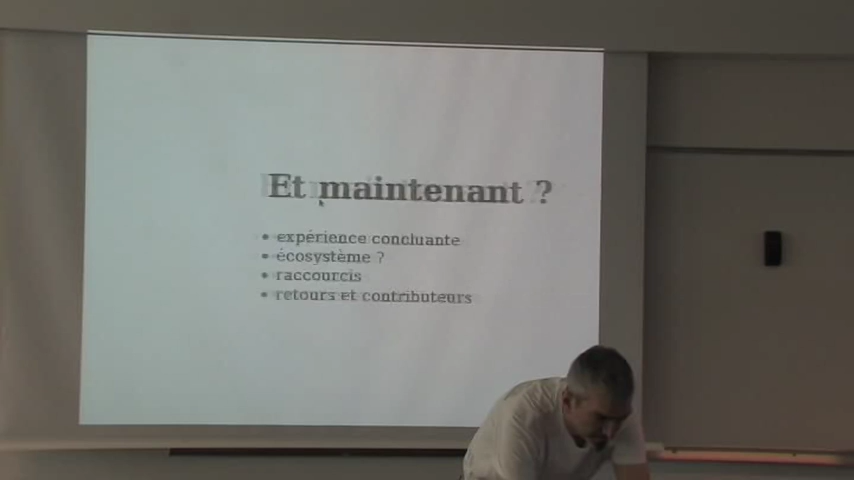 Et maintenant ?
• expérience concluante
• écosystème ?
• raccourcis
• retours et contributeurs